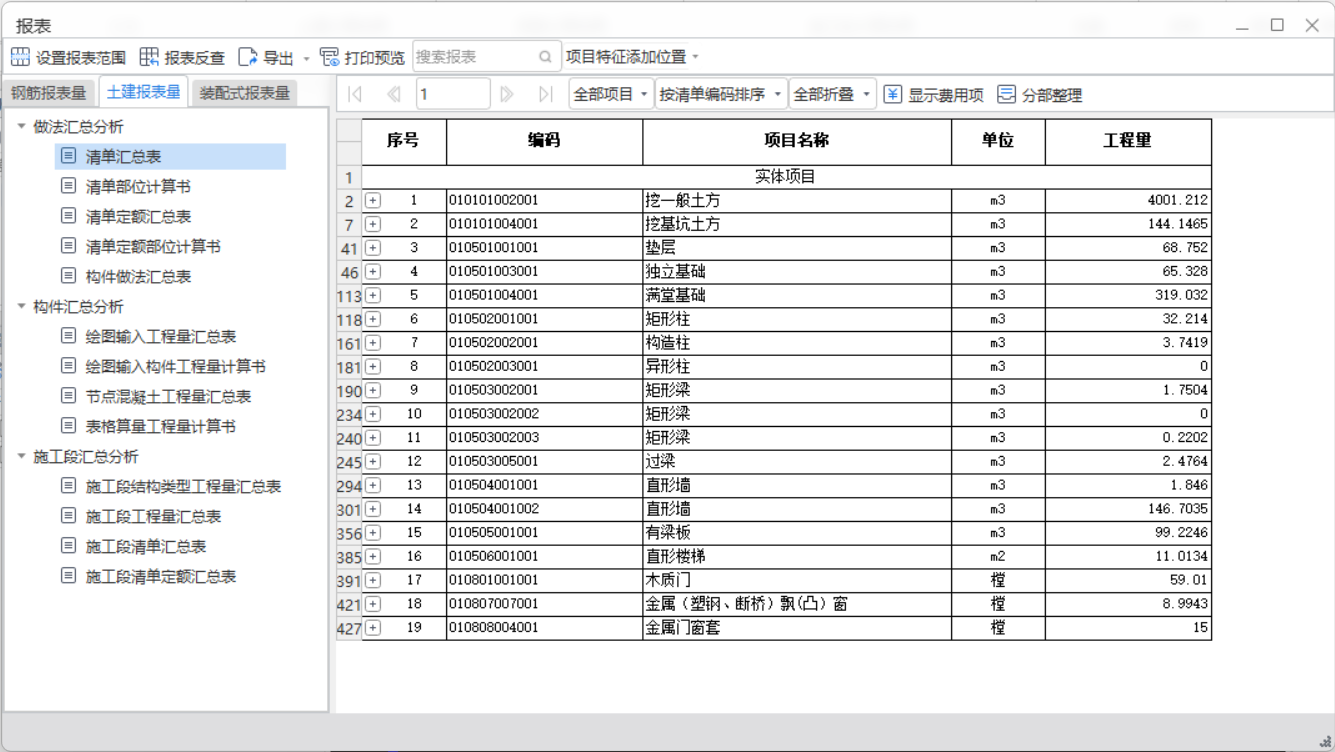 报表
设置报表范围 报表反查 导出 打印预览 搜索报表 项目特征添加位置
钢筋报表量 土建报表量 装配式报表量
1 全部项目 按清单编码排序 全部折叠 显示费用项 分部整理
做法汇总分析
清单汇总表
清单部位计算书
清单定额汇总表
清单定额部位计算书
构件做法汇总表
构件汇总分析
绘图输入工程量汇总表
绘图输入构件工程量计算书
节点混凝土工程量汇总表
表格算量工程量计算书
施工段汇总分析
施工段结构类型工程量汇总表
施工段工程量汇总表
施工段清单汇总表
施工段清单定额汇总表
序号 编码 项目名称 单位 工程量
1 实体项目
2 1 010101002001 挖一般土方 m3 4001.212
7 2 010101004001 挖基坑土方 m3 144.1465
41 3 010501001001 垫层 m3 68.752
46 4 010501003001 独立基础 m3 65.328
113 5 010501004001 满堂基础 m3 319.032
118 6 010502001001 矩形柱 m3 32.214
161 7 010502002001 构造柱 m3 3.7419
181 8 010502003001 异形柱 m3 0
190 9 010503002001 矩形梁 m3 1.7504
234 10 010503002002 矩形梁 m3 0
240 11 010503002003 矩形梁 m3 0.2202
245 12 010503005001 过梁 m3 2.4764
294 13 010504001001 直形墙 m3 1.846
301 14 010504001002 直形墙 m3 146.7035
356 15 010505001001 有梁板 m3 99.2246
385 16 010506001001 直形楼梯 m2 11.0134
391 17 010801001001 木质门 樘 59.01
421 18 010807007001 金属（塑钢、断桥）飘(凸）窗 樘 8.9943
427 19 010808004001 金属门窗套 樘 15